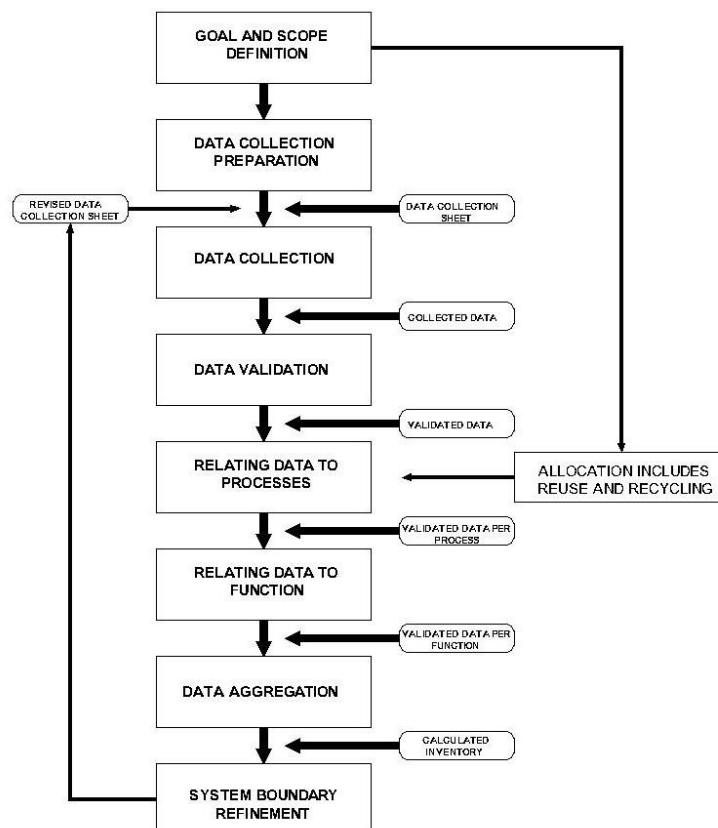 GOAL AND SCOPE
DEFINITION
DATA COLLECTION
PREPARATION
REVISED DATA
COLLECTION SHEET
DATA COLLECTION
SHEET
DATA COLLECTION
COLLECTED DATA
DATA VALIDATION
VALIDATED DATA
RELATING DATA TO
PROCESSES
ALLOCATION INCLUDES
REUSE AND RECYCLING
VALIDATED DATA PER
PROCESS
RELATING DATA TO
FUNCTION
VALIDATED DATA PER
FUNCTION
DATA AGGREGATION
CALCULATED
INVENTORY
SYSTEM BOUNDARY
REFINEMENT